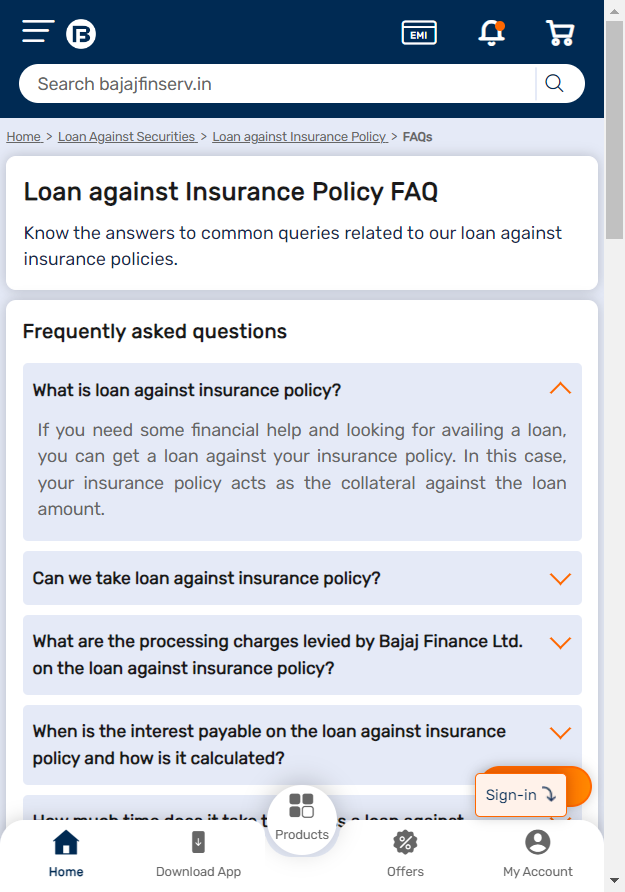 EMI
Search bajajfinserv.in
Home > Loan Against Securities > Loan against Insurance Policy > FAQs
Loan against Insurance Policy FAQ
Know the answers to common queries related to our loan against
insurance policies.
Frequently asked questions
What is loan against insurance policy?
If you need some financial help and looking for availing a loan,
you can get a loan against your insurance policy. In this case,
your insurance policy acts as the collateral against the loan
amount.
Can we take loan against insurance policy?
What are the processing charges levied by Bajaj Finance Ltd.
on the loan against insurance policy?
When is the interest payable on the loan against insurance
policy and how is it calculated?
Sign-in
How much time does it take a loan against
Products
Home
Download App
Offers
My Account